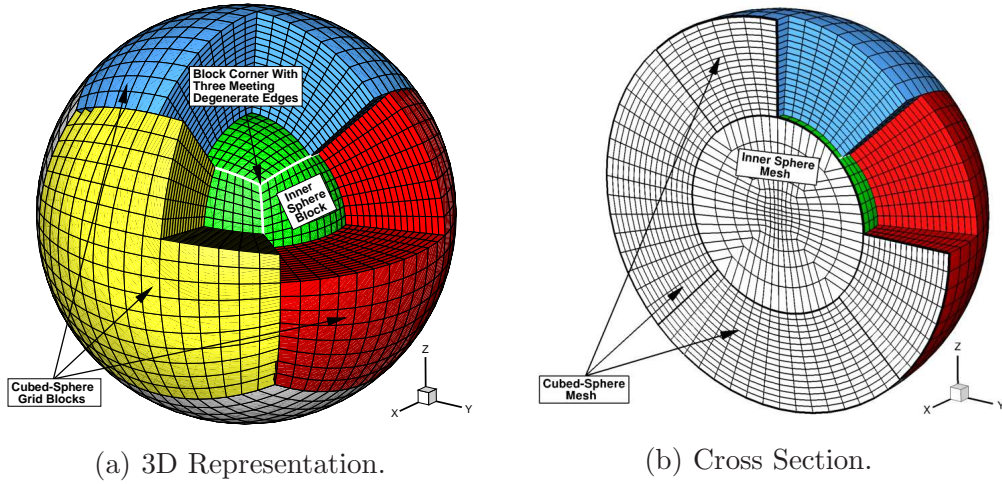 Block Corner With
Three Meeting
Degenerate Edges
Inner
Sphere
Block
Cubed-Sphere
Grid Blocks
Z
X
Y
(a) 3D Representation.
Inner Sphere
Mesh
Cubed-Sphere
Mesh
Z
X
Y
(b) Cross Section.